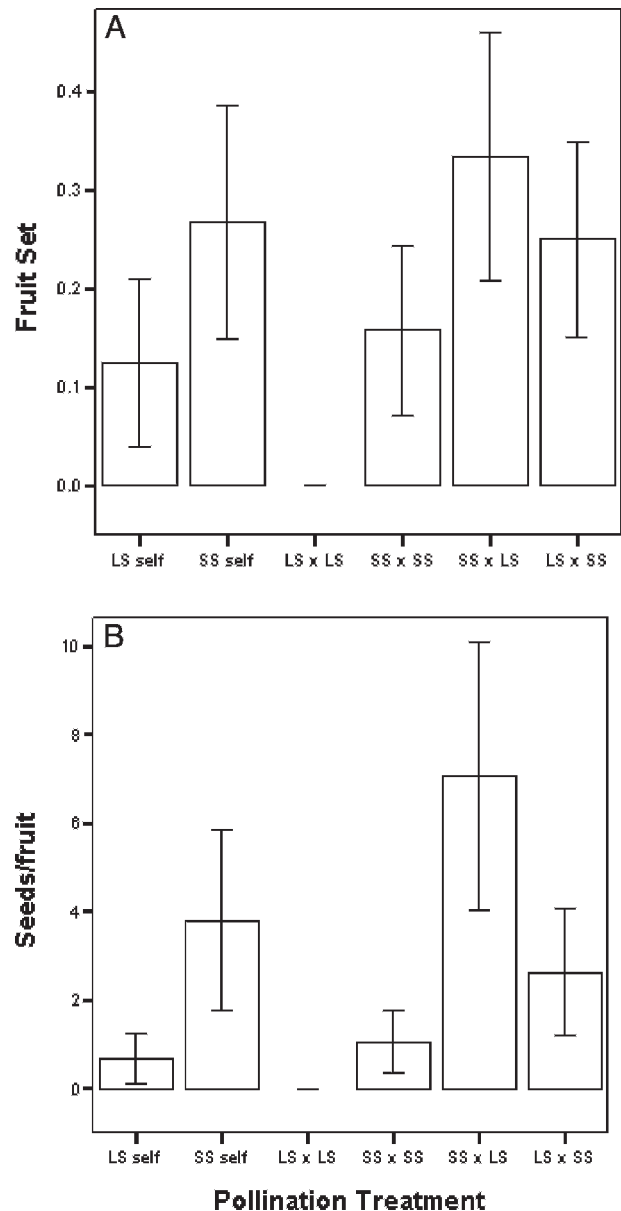 A
Fruit Set
0.4
0.3
0.2
0.1
0.0
LS self SS self LS x LS SS x SS SS x LS LS x SS
B
Seeds/fruit
10
8
6
4
2
0
LS self SS self LS x LS SS x SS SS x LS LS x SS
Pollination Treatment